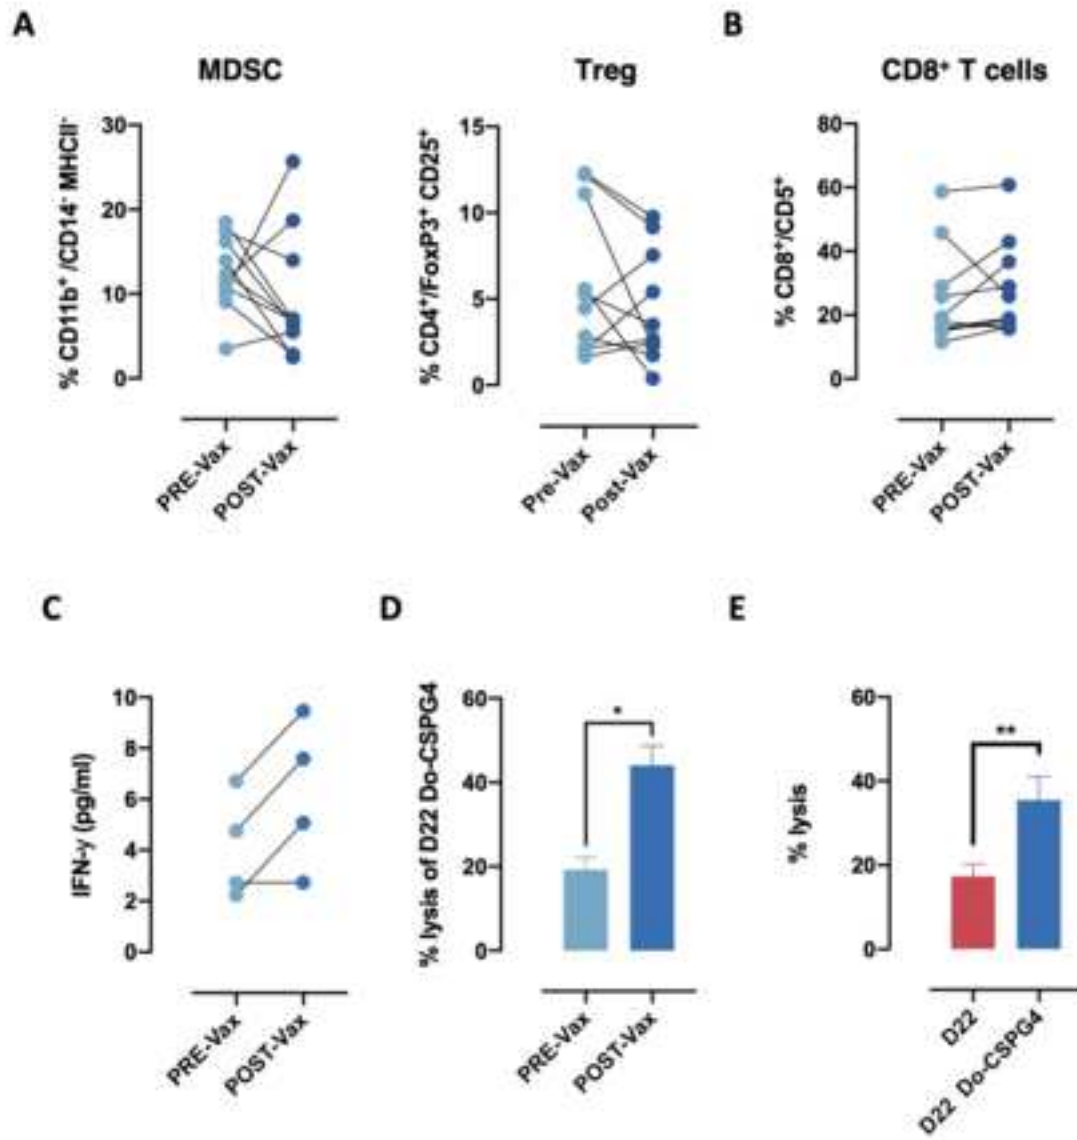 A
B
MDSC
Treg
CD8⁺ T cells
% CD11b⁺ /CD14⁻ MHCII⁻
30
20
10
0
PRE-Vax
POST-Vax
% CD4⁺/FoxP3⁺ CD25⁺
15
10
5
0
Pre-Vax
Post-Vax
% CD8⁺/CD5⁺
80
60
40
20
0
PRE-Vax
POST-Vax
C
D
E
IFN-y (pg/ml)
10
8
6
4
2
0
PRE-Vax
POST-Vax
% lysis of D22 Do-CSPG4
60
40
20
0
*
PRE-Vax
POST-Vax
% lysis
60
40
20
0
**
D22
D22 Do-CSPG4